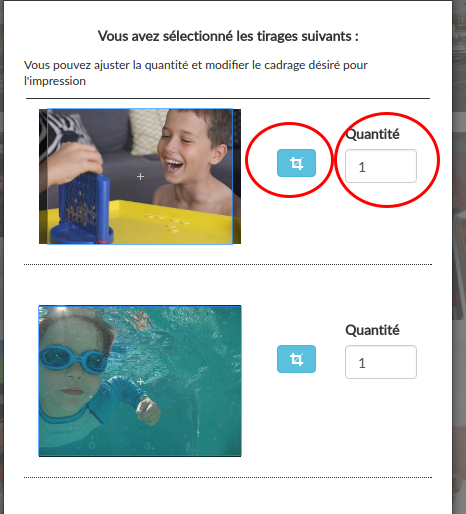 Vous avez sélectionné les tirages suivants :
Vous pouvez ajuster la quantité et modifier le cadrage désiré pour
l'impression
Quantité
1
Quantité
1